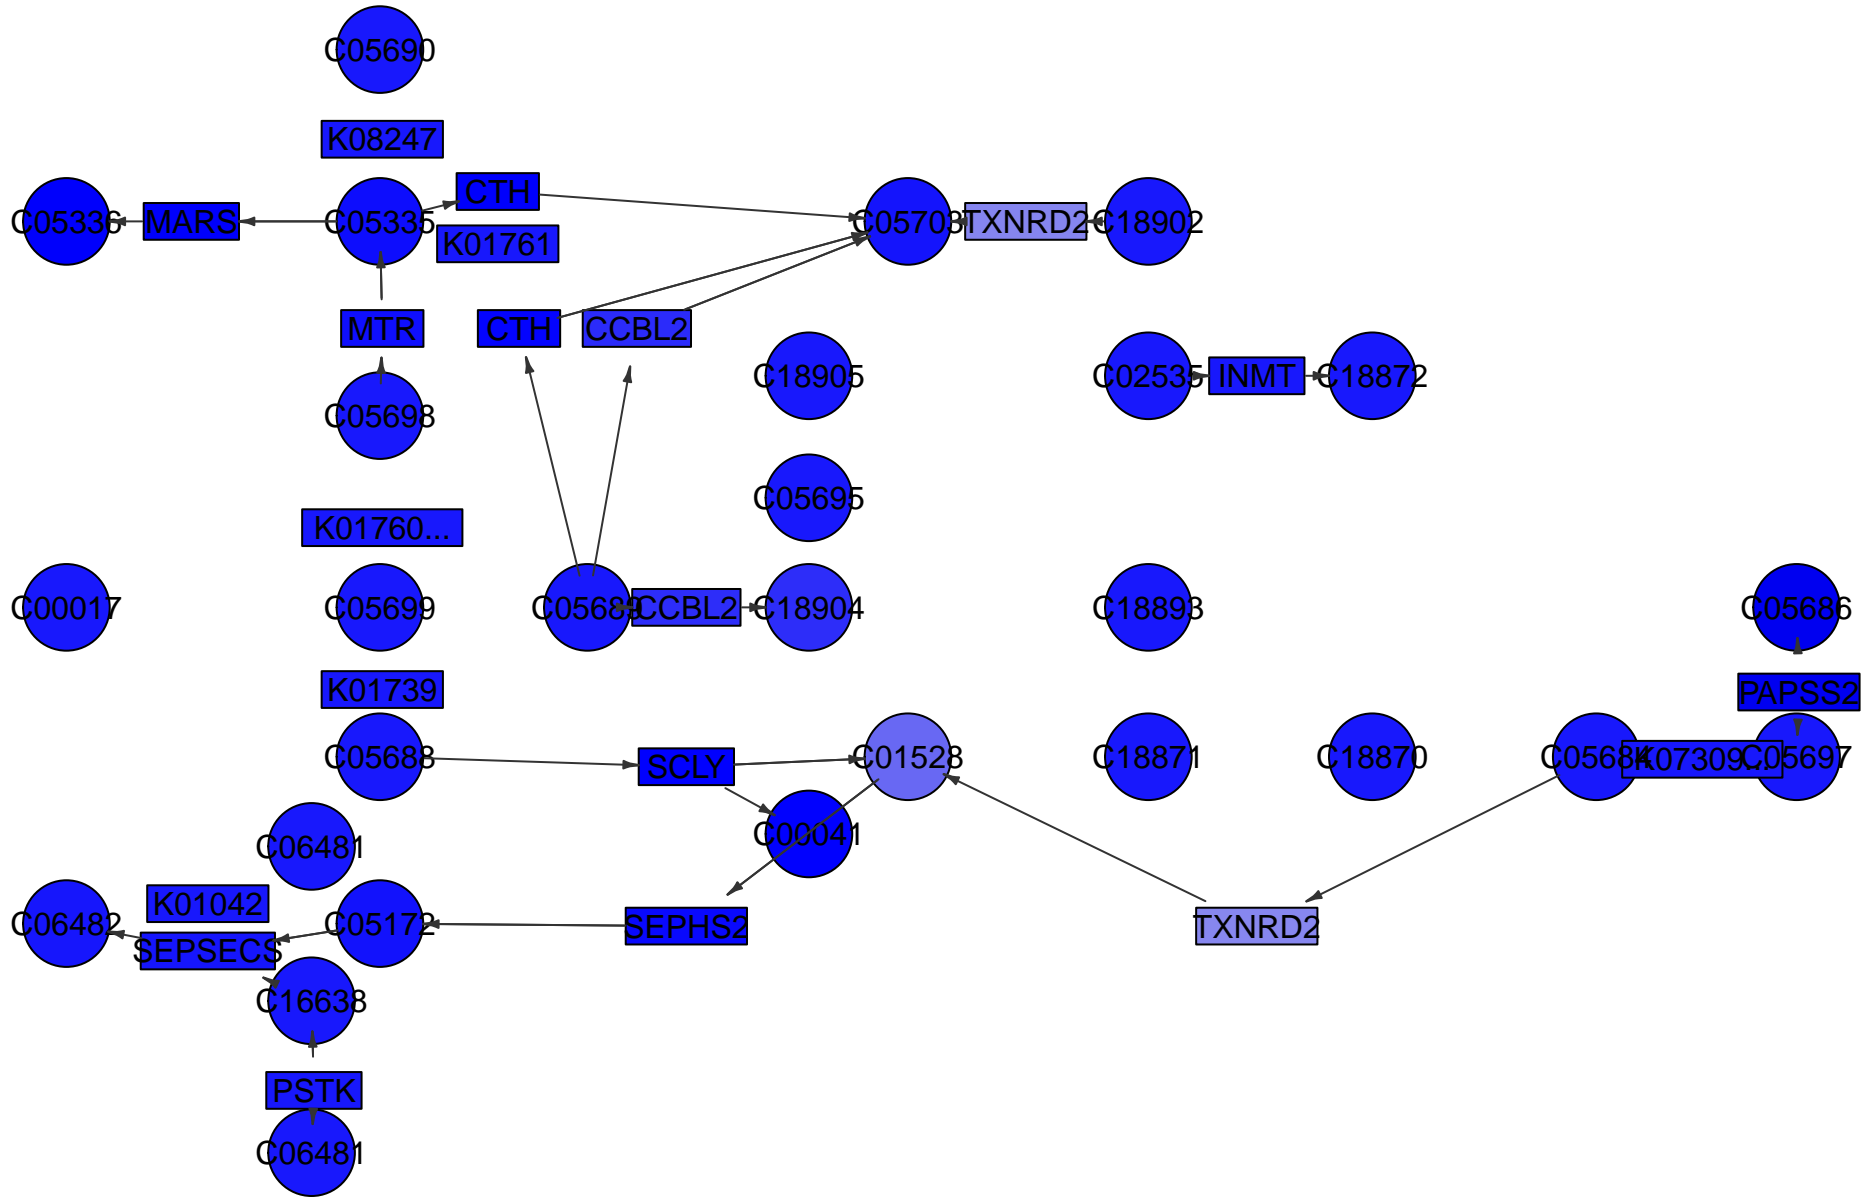 C05690
K08247
CTH
C05336
MARS
C05335
C05703
TXNRD2
C18902
K01761
MTR
CTH
CCBL2
C18905
C02535
INMT
C18872
C05698
C05695
K01760...
C00017
C05699
C05689
CCBL2
C18904
C18893
C05686
K01739
PAPSS2
C05688
SCLY
C01528
C18871
C18870
C05684
K07309...
C05697
C00041
C06481
K01042
C06482
C05172
SEPHS2
TXNRD2
SEPSECS
C16638
PSTK
C06481